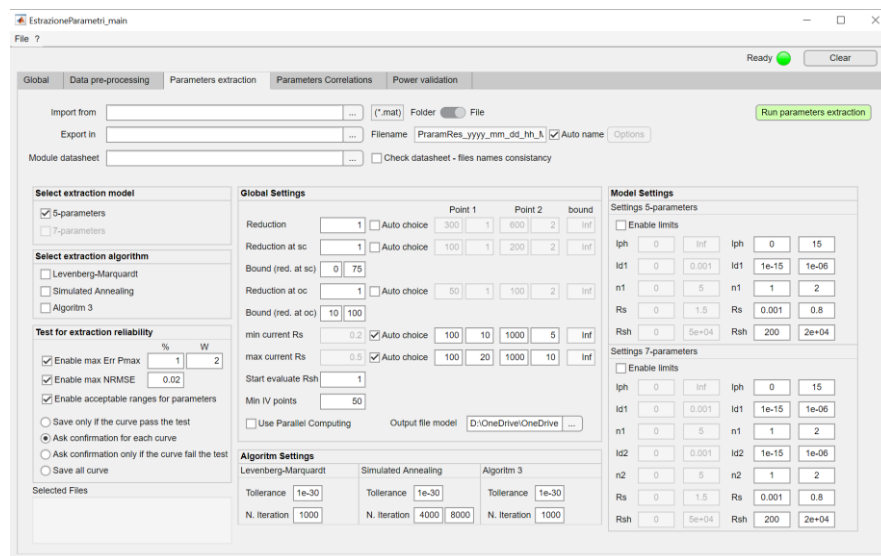 EstrazioneParametri_main
File ?
Ready Clear
Global Data pre-processing Parameters extraction Parameters Correlations Power validation
Import from ... (*.mat) Folder File Run parameters extraction
Export in ... Filename PraramRes_yyyy_mm_dd_hh_M Auto name Options
Module datasheet ... Check datasheet - files names consistancy
Select extraction model
5-parameters
7-parameters
Select extraction algorithm
Levenberg-Marquardt
Simulated Annealing
Algoritm 3
Test for extraction reliability
% W
Enable max Err Pmax 1 2
Enable max NRMSE 0.02
Enable acceptable ranges for parameters
Save only if the curve pass the test
Ask confirmation for each curve
Ask confirmation only if the curve fail the test
Save all curve
Selected Files
Global Settings
Point 1 Point 2 bound
Reduction 1 Auto choice 300 1 600 2 Inf
Reduction at sc 1 Auto choice 100 1 200 2 Inf
Bound (red. at sc) 0 75
Reduction at oc 1 Auto choice 50 1 100 2 Inf
Bound (red. at oc) 10 100
min current Rs 0.2 Auto choice 100 10 1000 5 Inf
max current Rs 0.5 Auto choice 100 20 1000 10 Inf
Start evaluate Rsh 1
Min IV points 50
Use Parallel Computing Output file model D:\OneDrive\OneDrive ...
Algoritm Settings
Levenberg-Marquardt Simulated Annealing Algoritm 3
Tollerance 1e-30 Tollerance 1e-30 Tollerance 1e-30
N. Iteration 1000 N. Iteration 4000 8000 N. Iteration 1000
Model Settings
Settings 5-parameters
Enable limits
Iph 0 Inf Iph 0 15
Id1 0 0.001 Id1 1e-15 1e-06
n1 0 5 n1 1 2
Rs 0 1.5 Rs 0.001 0.8
Rsh 0 5e+04 Rsh 200 2e+04
Settings 7-parameters
Enable limits
Iph 0 Inf Iph 0 15
Id1 0 0.001 Id1 1e-15 1e-06
n1 0 5 n1 1 2
Id2 0 0.001 Id2 1e-15 1e-06
n2 0 5 n2 1 2
Rs 0 1.5 Rs 0.001 0.8
Rsh 0 5e+04 Rsh 200 2e+04